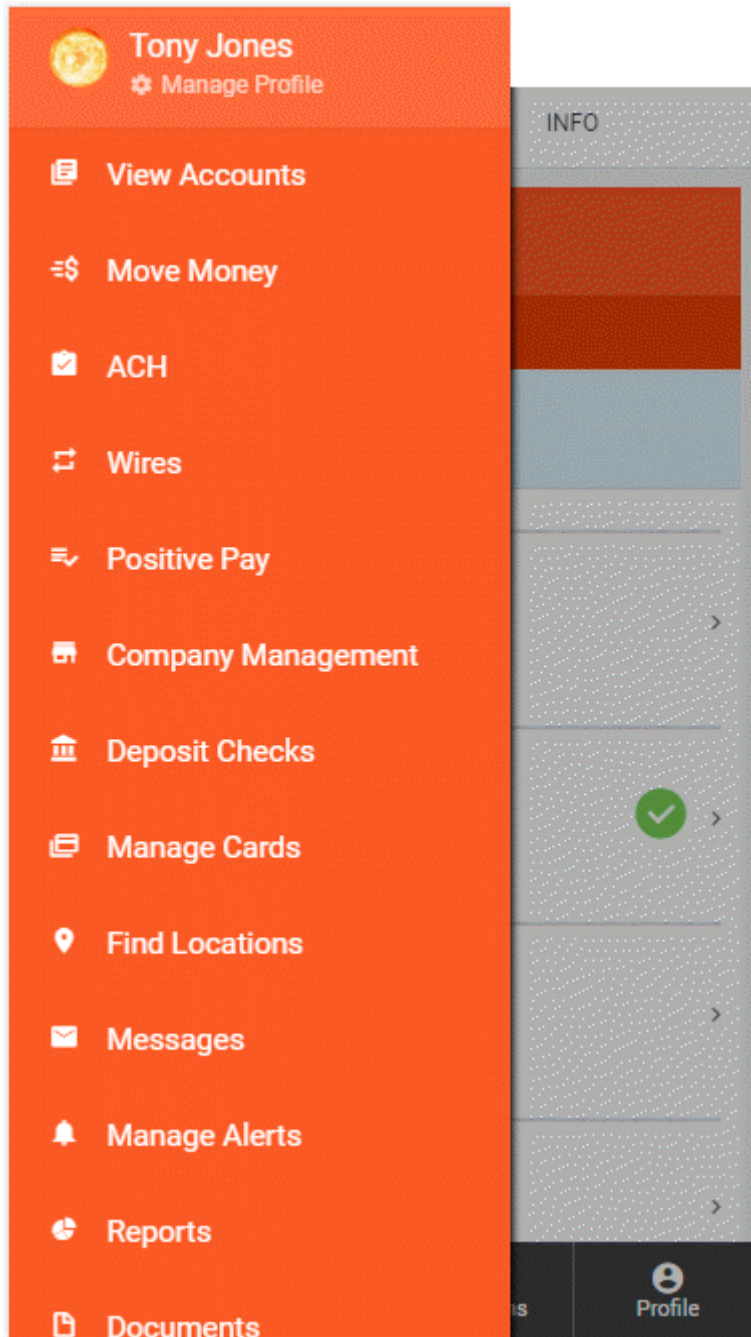 Tony Jones
Manage Profile
INFO
View Accounts
Move Money
ACH
Wires
Positive Pay
Company Management
Deposit Checks
Manage Cards
Find Locations
Messages
Manage Alerts
Reports
Documents
Profile